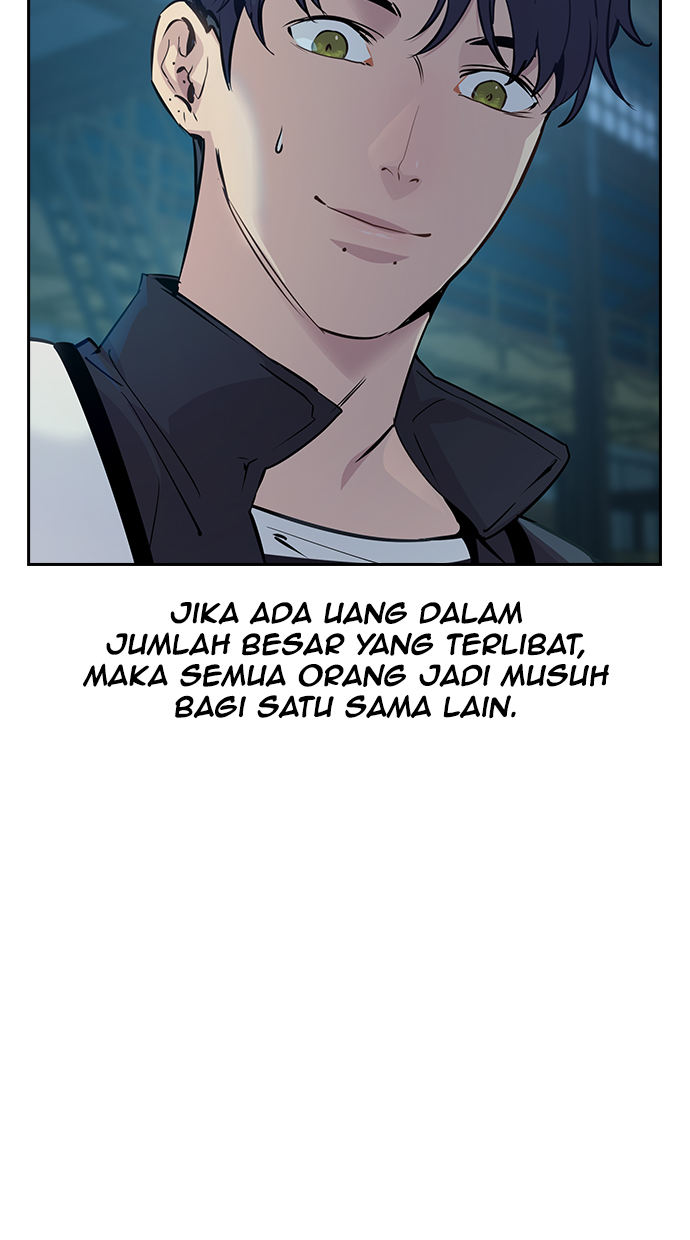 JIKA ADA UANG DALAM
JUMLAH BESAR YANG TERLIBAT,
MAKA SEMUA ORANG JADI MUSUH
BAGI SATU SAMA LAIN.